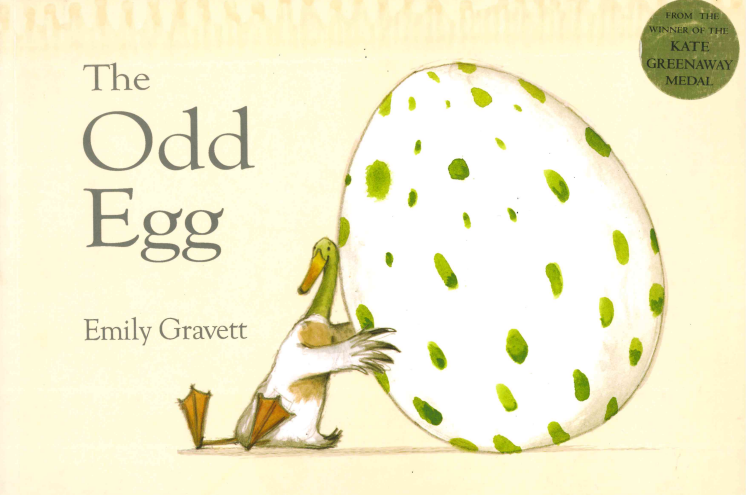 The
Odd
Egg
Emily Gravett
FROM THE
WINNER OF THE
KATE
GREENAWAY
MEDAL